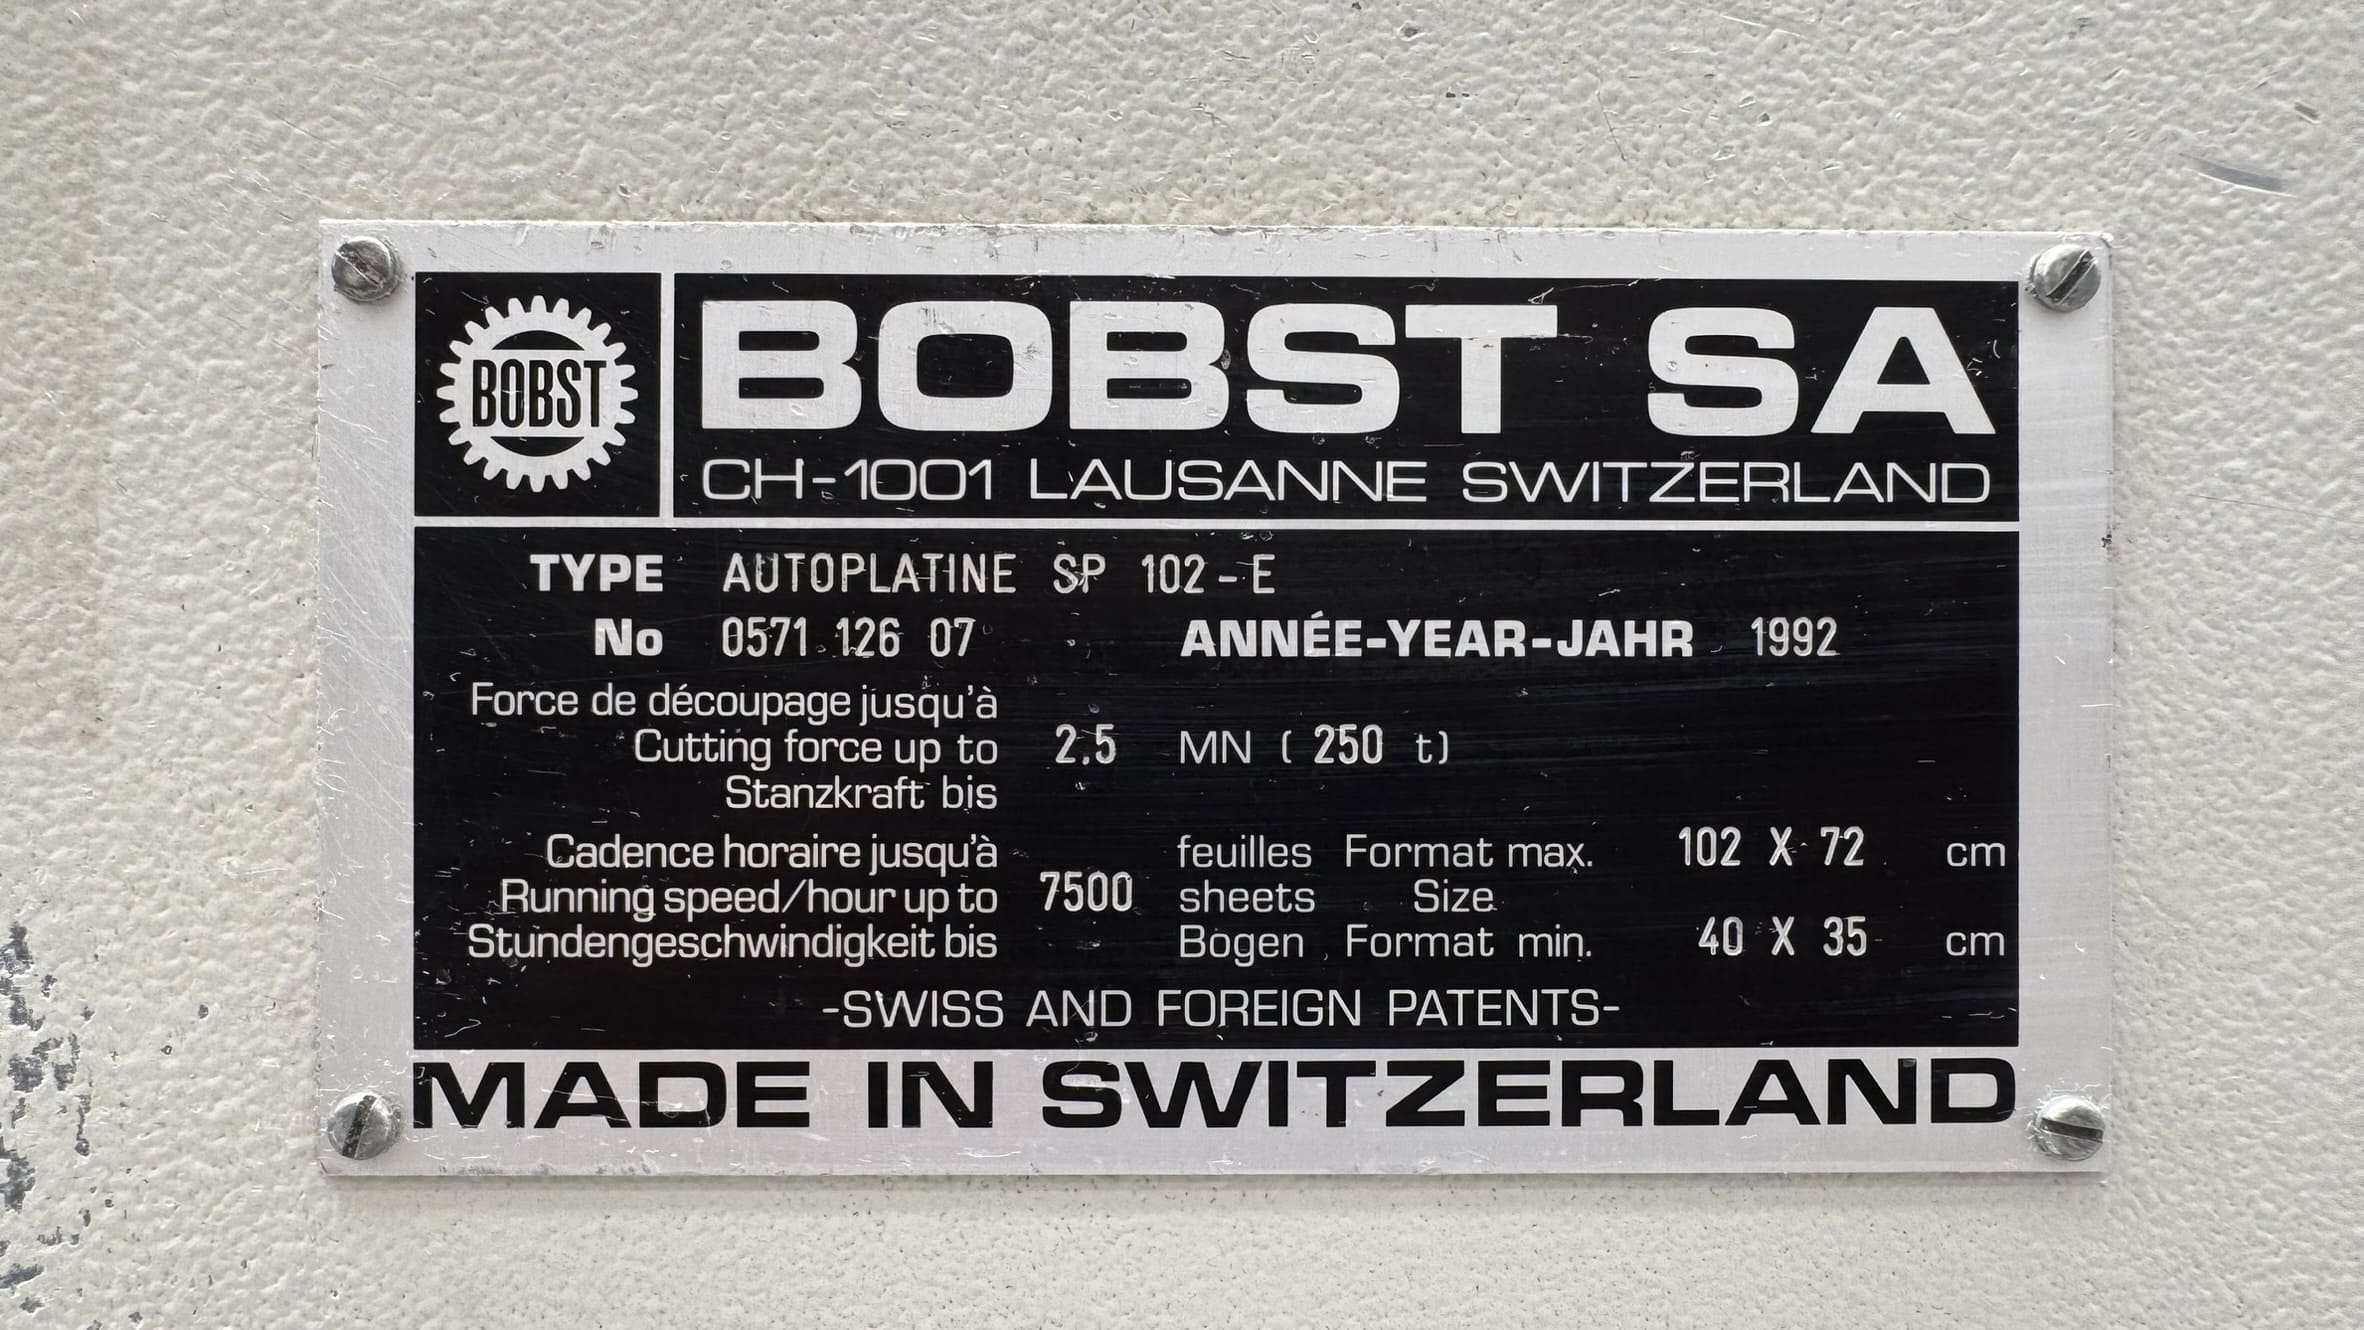 BOBST
BOBST SA
CH-1001 LAUSANNE SWITZERLAND
TYPE AUTOPLATINE SP 102-E
No 0571 126 07 ANNÉE-YEAR-JAHR 1992
Force de découpage jusqu'à
Cutting force up to 2,5 MN (250 t)
Stanzkraft bis
Cadence horaire jusqu'à feuilles Format max. 102 X 72 cm
Running speed/hour up to 7500 sheets Size
Stundengeschwindigkeit bis Bogen Format min. 40 X 35 cm
-SWISS AND FOREIGN PATENTS-
MADE IN SWITZERLAND